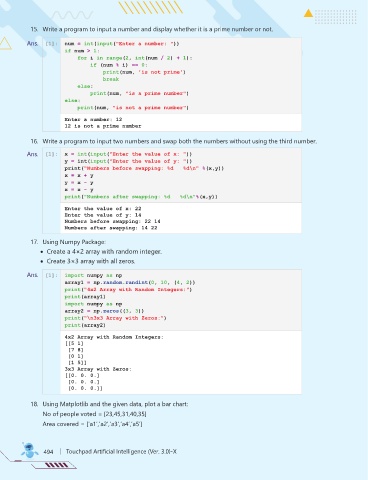 15. Write a program to input a number and display whether it is a prime number or not.
Ans. [1]: num = int(input("Enter a number: "))
if num > 1:
for i in range(2, int(num / 2) + 1):
if (num % i) == 0:
print(num, "is not prime")
break
else:
print(num, "is a prime number")
else:
print(num, "is not a prime number")
Enter a number: 12
12 is not a prime number
16. Write a program to input two numbers and swap both the numbers without using the third number.
Ans. [1]: x = int(input("Enter the value of x: "))
y = int(input("Enter the value of y: "))
print("Numbers before swapping: %d %d\n" %(x,y))
x = x + y
y = x - y
x = x - y
print("Numbers after swapping: %d %d\n"%(x,y))
Enter the value of x: 22
Enter the value of y: 14
Numbers before swapping: 22 14
Numbers after swapping: 14 22
17. Using Numpy Package:
• Create a 4×2 array with random integer.
• Create 3×3 array with all zeros.
Ans. [1]: import numpy as np
array1 = np.random.randint(0, 10, (4, 2))
print("4x2 Array with Random Integers:")
print(array1)
import numpy as np
array2 = np.zeros((3, 3))
print("\n3x3 Array with Zeros:")
print(array2)
4x2 Array with Random Integers:
[[5 1]
[7 8]
[0 1]
[1 5]]
3x3 Array with Zeros:
[[0. 0. 0.]
[0. 0. 0.]
[0. 0. 0.]]
18. Using Matplotlib and the given data, plot a bar chart:
No of people voted = [23,45,31,40,35]
Area covered = ['a1','a2','a3','a4','a5']
494 | Touchpad Artificial Intelligence (Ver. 3.0)-X